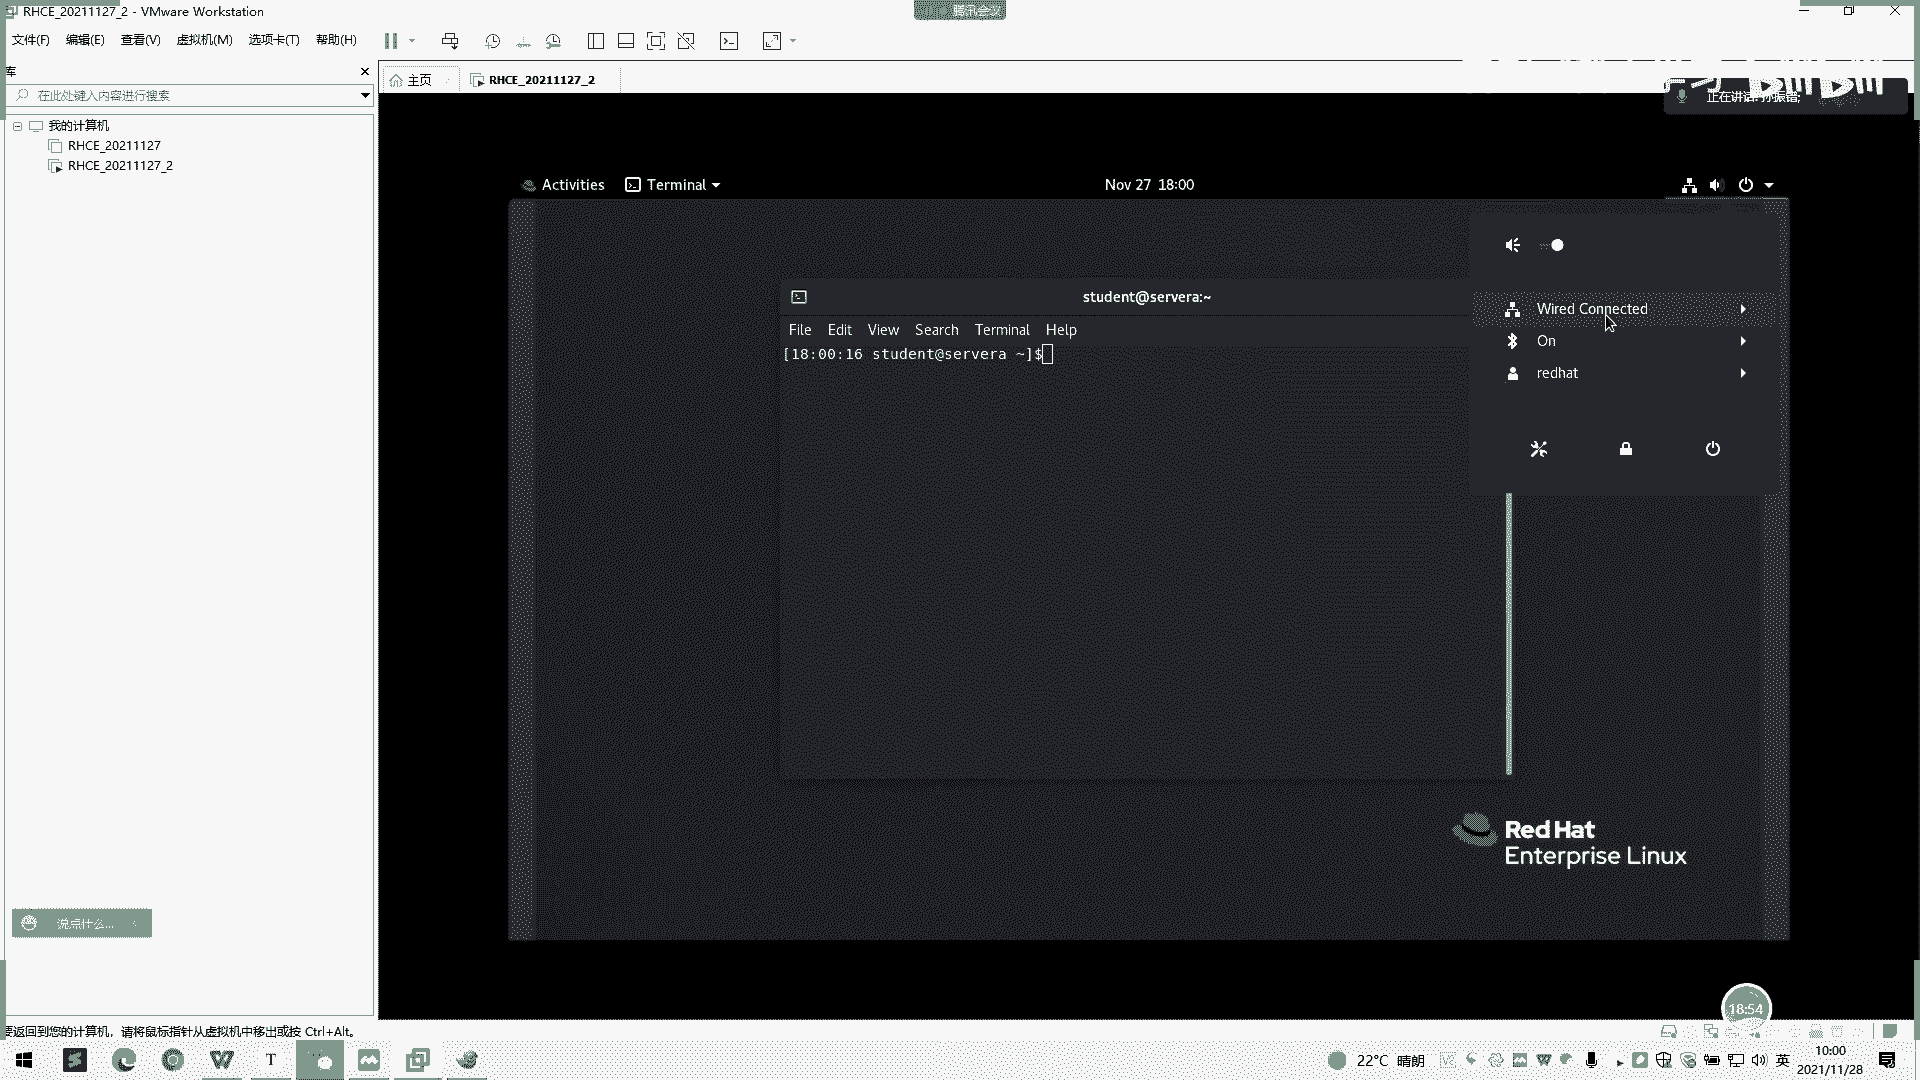 RHCE_20211127_2 - VMware Workstation
腾讯会议
文件(F) 编辑(E) 查看(V) 虚拟机(M) 选项卡(T) 帮助(H)
库
主页
RHCE_20211127_2
在此处键入内容进行搜索
正在讲话:
我的计算机
RHCE_20211127
RHCE_20211127_2
Activities
Terminal
Nov 27 18:00
student@servera:~
File Edit View Search Terminal Help
[18:00:16 student@servera ~]$
Wired Connected
On
redhat
Red Hat
Enterprise Linux
说点什么...
18:54
要返回到您的计算机，请将鼠标指针从虚拟机中移出或按 Ctrl+Alt。
22°C 晴朗
英
10:00
2021/11/28